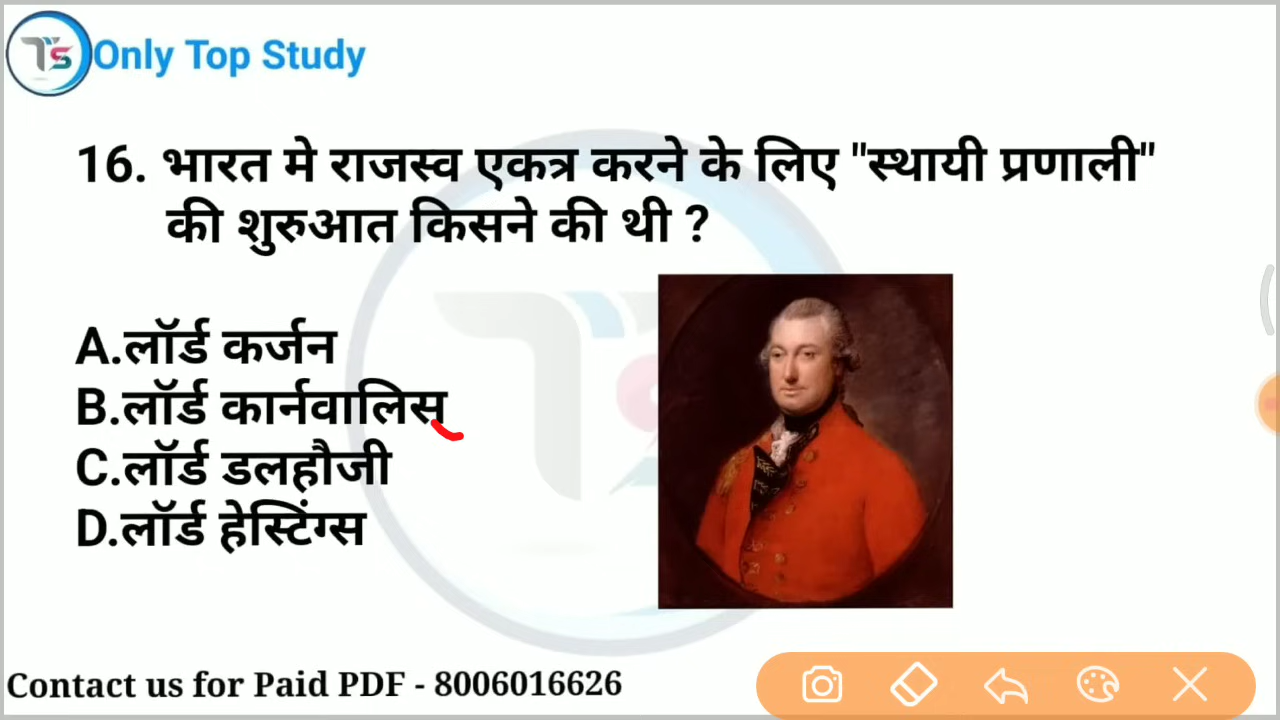 TS Only Top Study
16. भारत मे राजस्व एकत्र करने के लिए "स्थायी प्रणाली"
की शुरुआत किसने की थी ?
A.लॉर्ड कर्जन
B.लॉर्ड कार्नवालिस
C.लॉर्ड डलहौजी
D.लॉर्ड हेस्टिंग्स
Contact us for Paid PDF - 8006016626